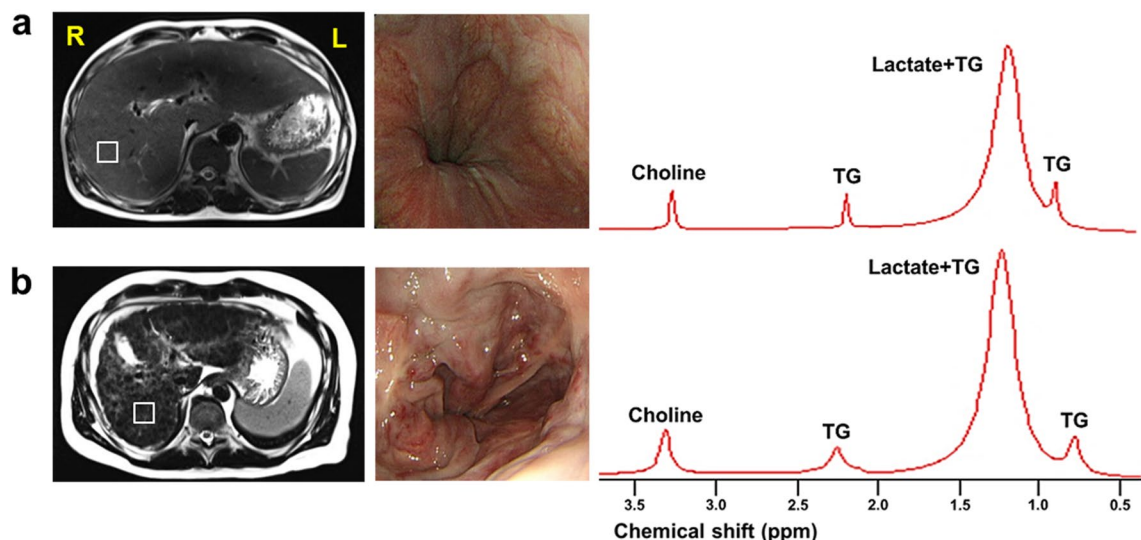 a
R
L
Lactate+TG
Choline
TG
TG
b
Lactate+TG
Choline
TG
TG
3.5 3.0 2.5 2.0 1.5 1.0 0.5
Chemical shift (ppm)